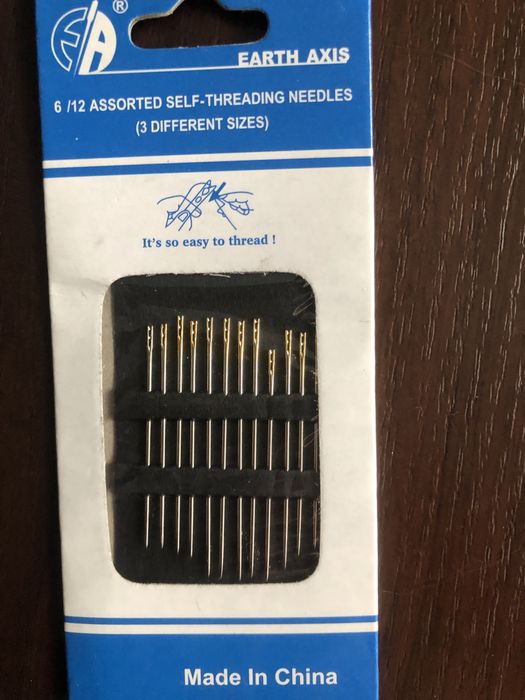 ®
EARTH AXIS
6 /12 ASSORTED SELF-THREADING NEEDLES
(3 DIFFERENT SIZES)
It's so easy to thread !
Made In China